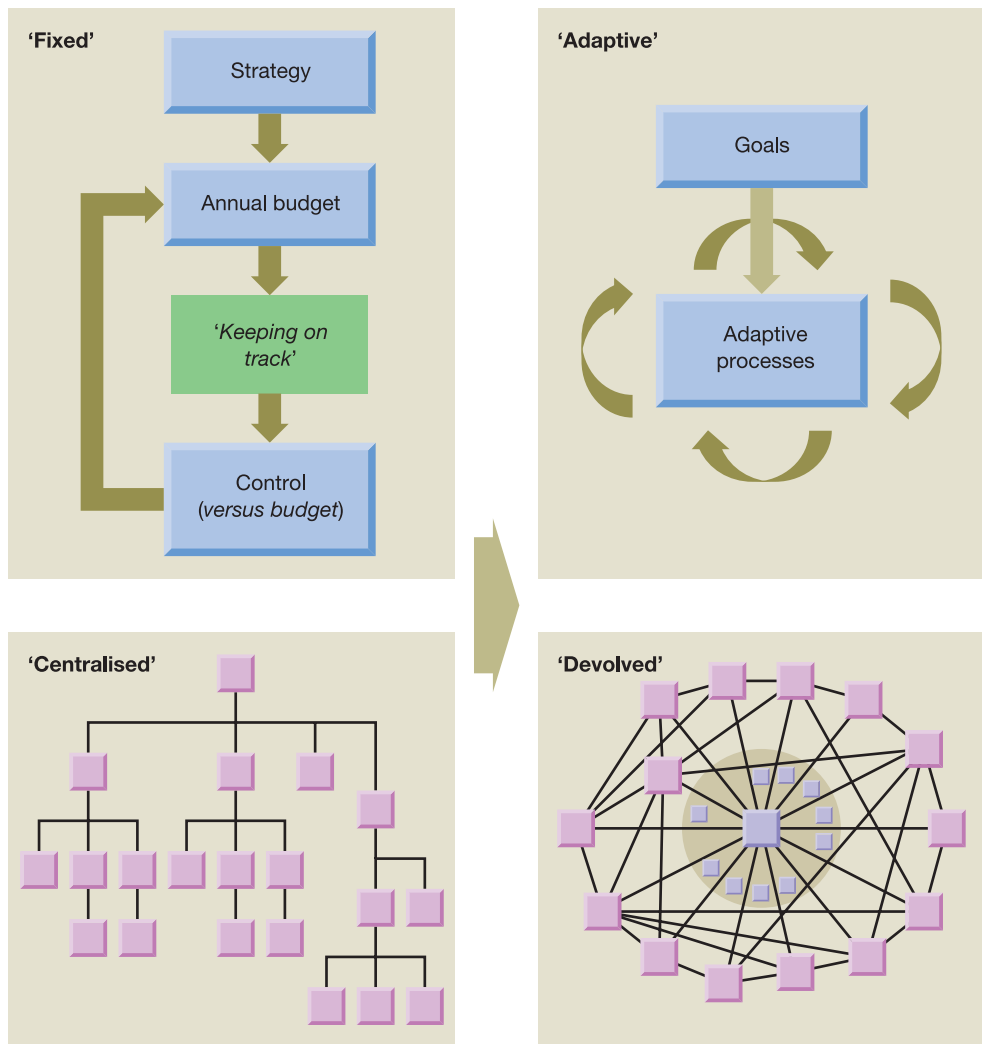 ‘Fixed’
Strategy
Annual budget
‘Keeping on
track’
Control
(versus budget)
‘Adaptive’
Goals
Adaptive
processes
‘Centralised’
‘Devolved’